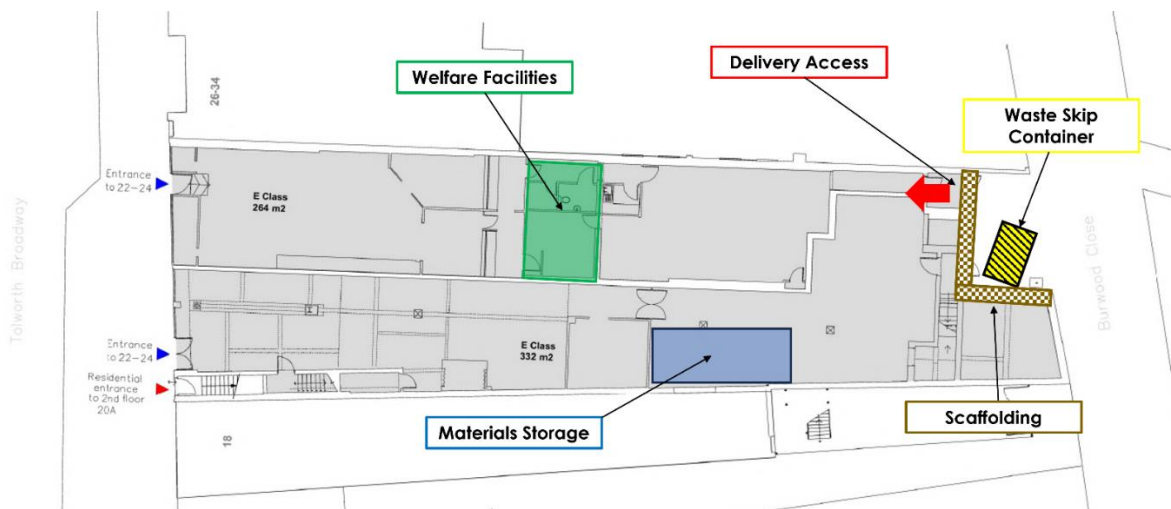 Delivery Access
Welfare Facilities
Waste Skip
Container
26-34
Entrance
to 22-24
E Class
264 m2
Tolworth Broadway
Burwood Close
Entrance
to 22-24
E Class
332 m2
Residential
entrance
to 2nd floor
20A
18
Materials Storage
Scaffolding